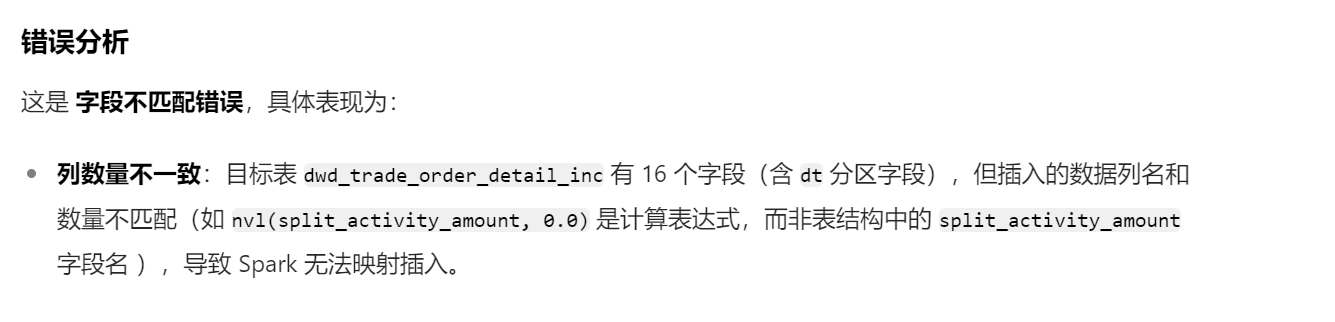 错误分析
这是 字段不匹配错误，具体表现为：
列数量不一致：目标表 dwd_trade_order_detail_inc 有 16 个字段（含 dt 分区字段），但插入的数据列名和
数量不匹配（如 nvl(split_activity_amount, 0.0) 是计算表达式，而非表结构中的 split_activity_amount
字段名 ），导致 Spark 无法映射插入。